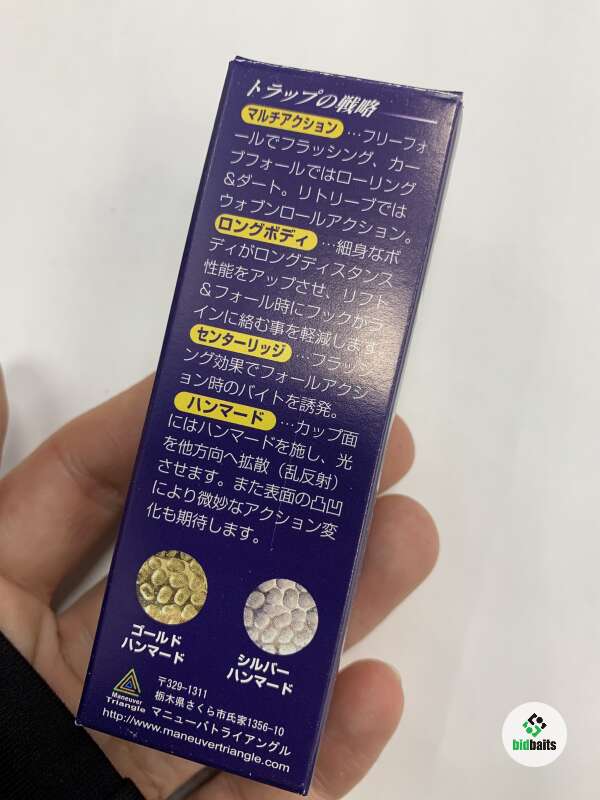 トラップの戦略
マルチアクション …フリーフォ
ールでフラッシング、カー
ブフォールではローリング
&ダート。リトリーブでは
ウォブンロールアクション。
ロングボディ …細身なボ
ディがロングディスタンス
性能をアップさせ、リフト
&フォール時にフックがラ
インに絡む事を軽減します。
センターリッジ …フラッシ
ング効果でフォールアクシ
ョン時のバイトを誘発。
ハンマード …カップ面
にはハンマードを施し、光
を他方向へ拡散(乱反射)
させます。また表面の凸凹
により微妙なアクション変
化も期待します。
ゴールド
ハンマード
シルバー
ハンマード
Maneuver
Triangle
〒329-1311
栃木県さくら市氏家1356-10
マニューバトライアングル
http://www.maneuvertriangle.com
bidbaits